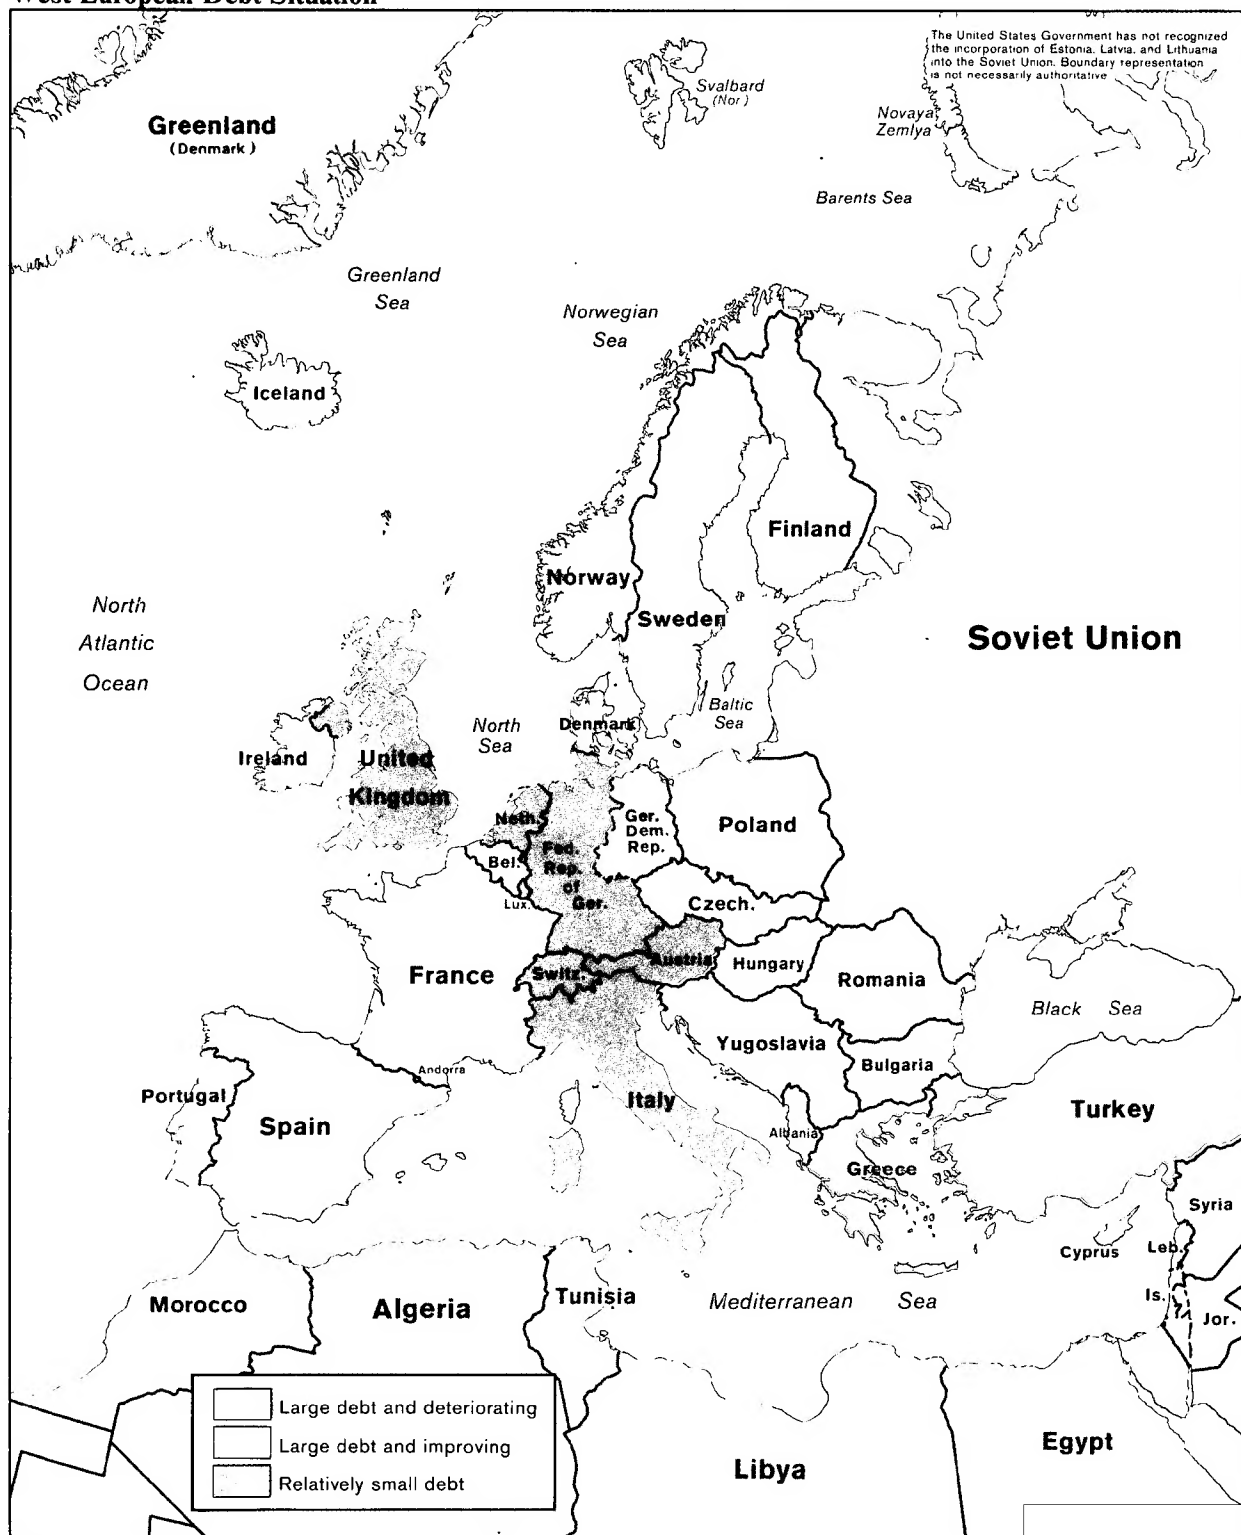 West European Debt Situation
The United States Government has not recognized
the incorporation of Estonia, Latvia, and Lithuania
into the Soviet Union. Boundary representation
is not necessarily authoritative
Svalbard
(Nor)
Novaya
Zemlya
Greenland
(Denmark)
Barents Sea
Greenland
Sea
Norwegian
Sea
Iceland
Finland
Norway
North
Atlantic
Ocean
Sweden
Soviet Union
Baltic
Sea
North
Sea
Denmark
Ireland
United
Kingdom
Neth.
Ger.
Dem.
Rep.
Poland
Fed.
Rep.
of
Ger.
Bel.
Lux.
Czech.
France
Switz.
Austria
Hungary
Romania
Black Sea
Yugoslavia
Bulgaria
Andorra
Portugal
Spain
Italy
Turkey
Albania
Greece
Syria
Cyprus
Leb.
Is.
Jor.
Morocco
Algeria
Tunisia
Mediterranean Sea
Large debt and deteriorating
Large debt and improving
Relatively small debt
Libya
Egypt